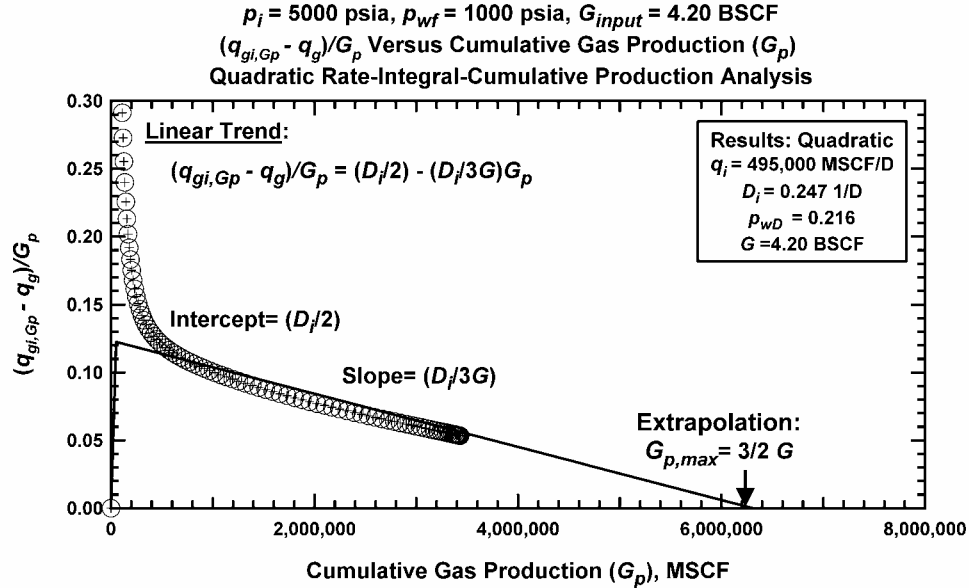 p_i = 5000 psia, p_wf = 1000 psia, G_input = 4.20 BSCF
(q_gi,Gp - q_g)/G_p Versus Cumulative Gas Production (G_p)
Quadratic Rate-Integral-Cumulative Production Analysis
(q_gi,Gp - q_g)/G_p
0.30
0.25
0.20
0.15
0.10
0.05
0.00
Linear Trend:
(q_gi,Gp - q_g)/G_p = (D_i/2) - (D_i/3G)G_p
Results: Quadratic
q_i = 495,000 MSCF/D
D_i = 0.247 1/D
p_wD = 0.216
G =4.20 BSCF
Intercept= (D_i/2)
Slope= (D_i/3G)
Extrapolation:
G_p,max= 3/2 G
0
2,000,000
4,000,000
6,000,000
8,000,000
Cumulative Gas Production (G_p), MSCF